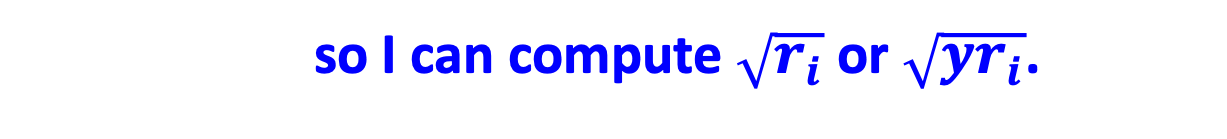 so I can compute √rᵢ or √yrᵢ.